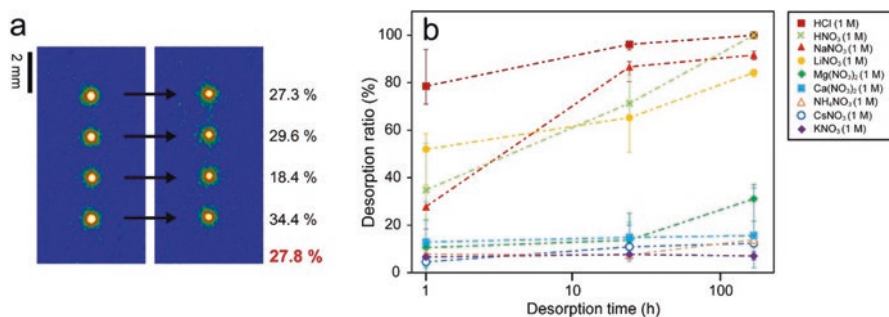 a
2 mm
27.3 %
29.6 %
18.4 %
34.4 %
27.8 %
b
100
80
60
40
20
0
Desorption ratio (%)
1
10
100
Desorption time (h)
HCl (1 M)
HNO₃ (1 M)
NaNO₃ (1 M)
LiNO₃ (1 M)
Mg(NO₃)₂ (1 M)
Ca(NO₃)₂ (1 M)
NH₄NO₃ (1 M)
CsNO₃ (1 M)
KNO₃ (1 M)